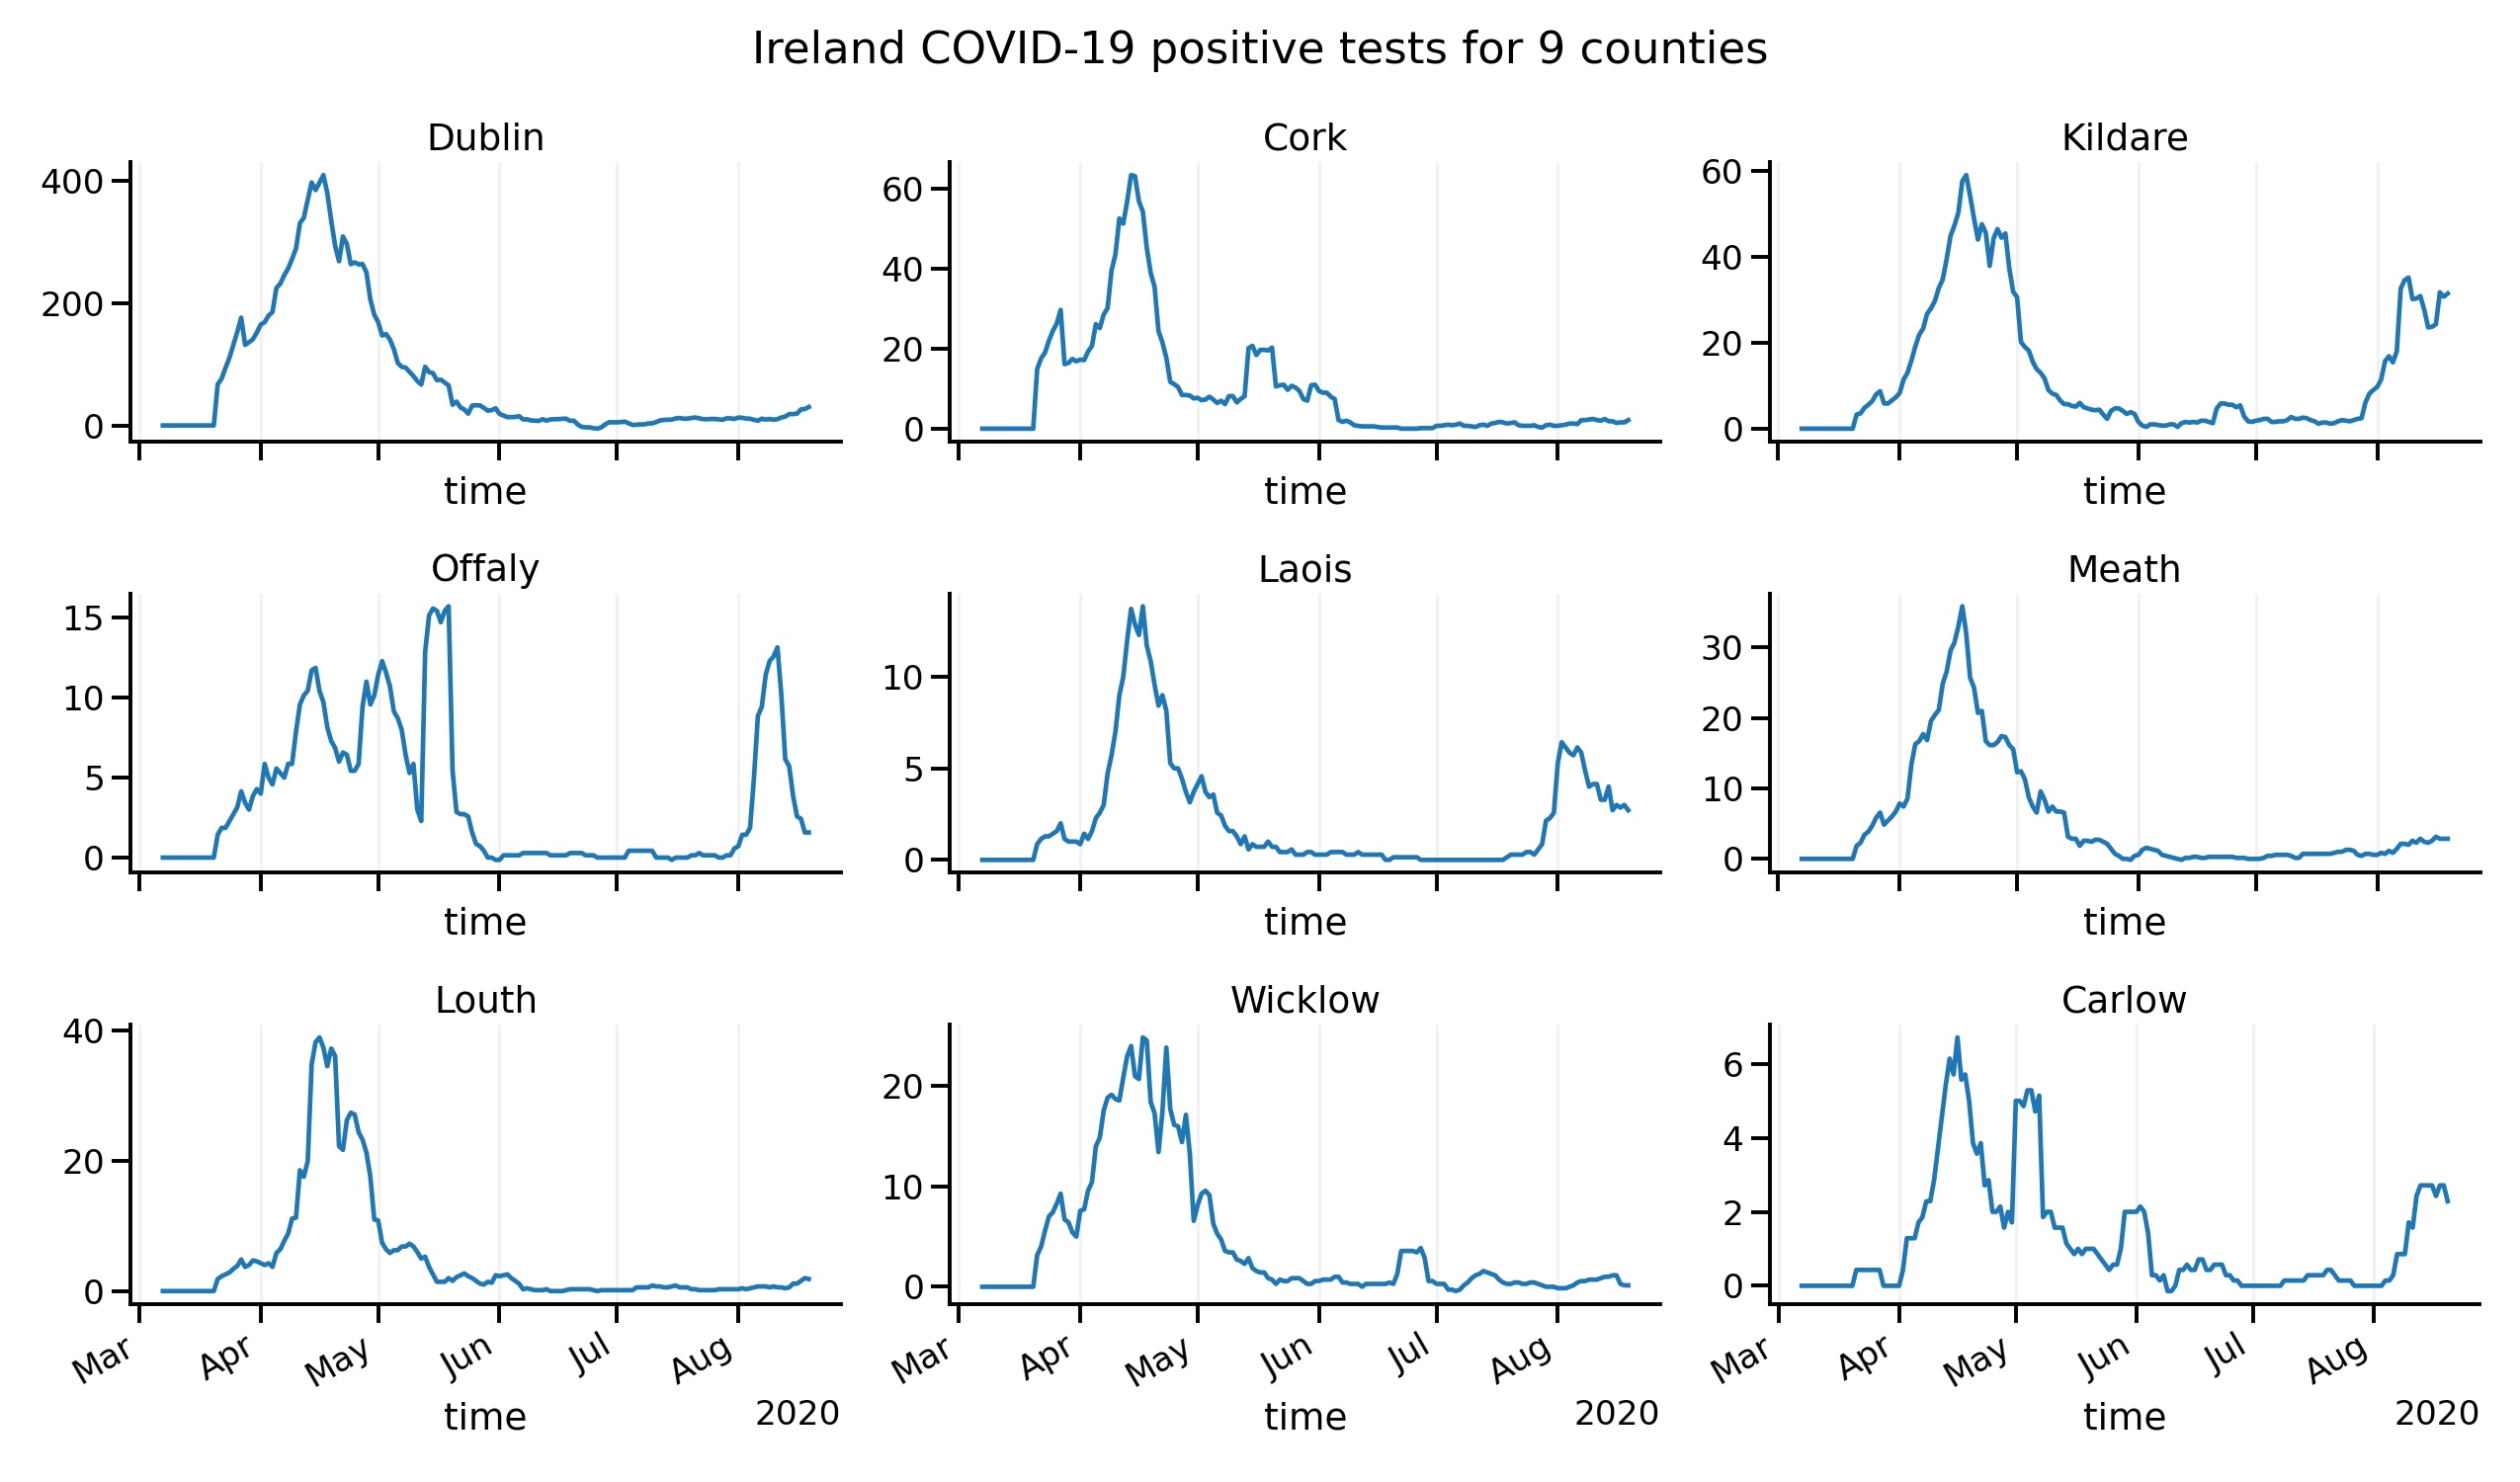 Ireland COVID-19 positive tests for 9 counties
Dublin
400
200
0
time
Cork
60
40
20
0
time
Kildare
60
40
20
0
time
Offaly
15
10
5
0
time
Laois
10
5
0
time
Meath
30
20
10
0
time
Louth
40
20
0
Mar Apr May Jun Jul Aug
time
2020
Wicklow
20
10
0
Mar Apr May Jun Jul Aug
time
2020
Carlow
6
4
2
0
Mar Apr May Jun Jul Aug
time
2020